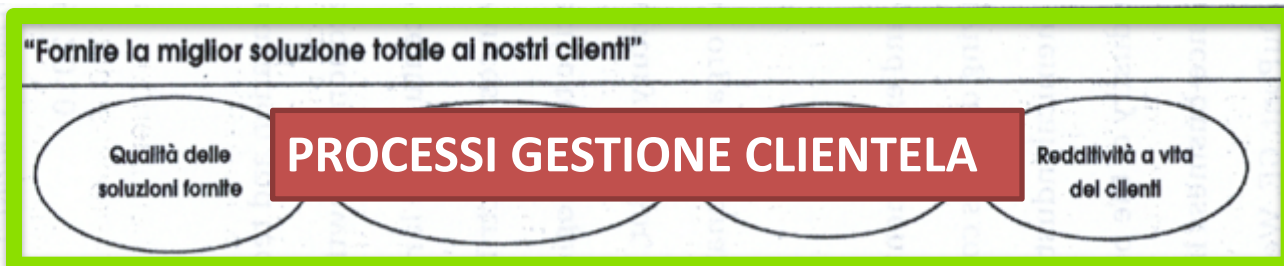 "Fornire la miglior soluzione totale ai nostri clienti"
Qualità delle
soluzioni fornite
PROCESSI GESTIONE CLIENTELA
Redditività a vita
dei clienti